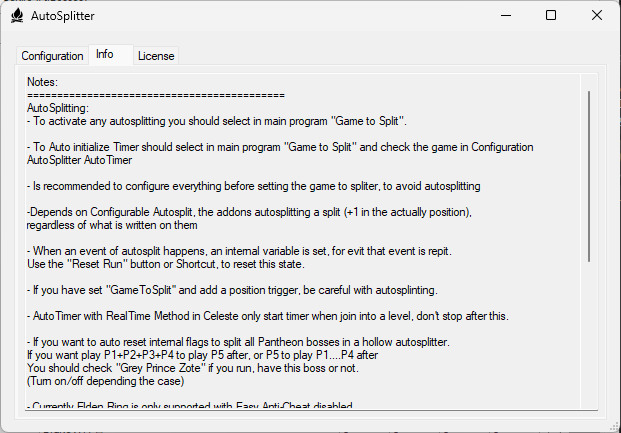 AutoSplitter
Configuration
Info
License
Notes:
===========================================
AutoSplitting:
- To activate any autosplitting you should select in main program "Game to Split".
- To Auto initialize Timer should select in main program "Game to Split" and check the game in Configuration
AutoSplitter AutoTimer
- Is recommended to configure everything before setting the game to spliter, to avoid autosplitting
-Depends on Configurable Autosplit, the addons autosplitting a split (+1 in the actually position),
regardless of what is written on them
- When an event of autosplit happens, an internal variable is set, for evit that event is repit.
Use the "Reset Run" button or Shortcut, to reset this state.
- If you have set "GameToSplit" and add a position trigger, be careful with autosplinting.
- AutoTimer with RealTime Method in Celeste only start timer when join into a level, don't stop after this.
- If you want to auto reset internal flags to split all Pantheon bosses in a hollow autosplitter.
If you want play P1+P2+P3+P4 to play P5 after, or P5 to play P1....P4 after
You should check "Grey Prince Zote" if you run, have this boss or not.
(Turn on/off depending the case)
- Currently Elden Ring is only supported with Easy Anti-Cheat disabled